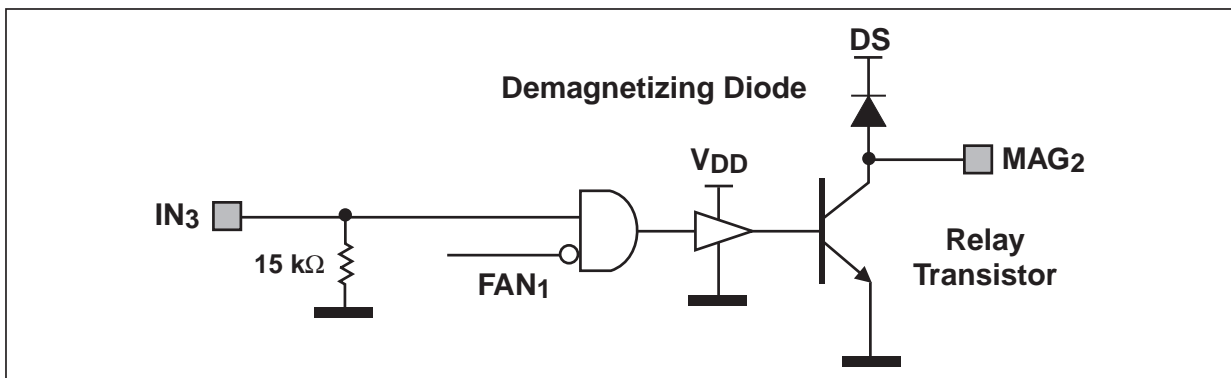 DS
Demagnetizing Diode
VDD
MAG2
IN3
15 kΩ
FAN1
Relay
Transistor